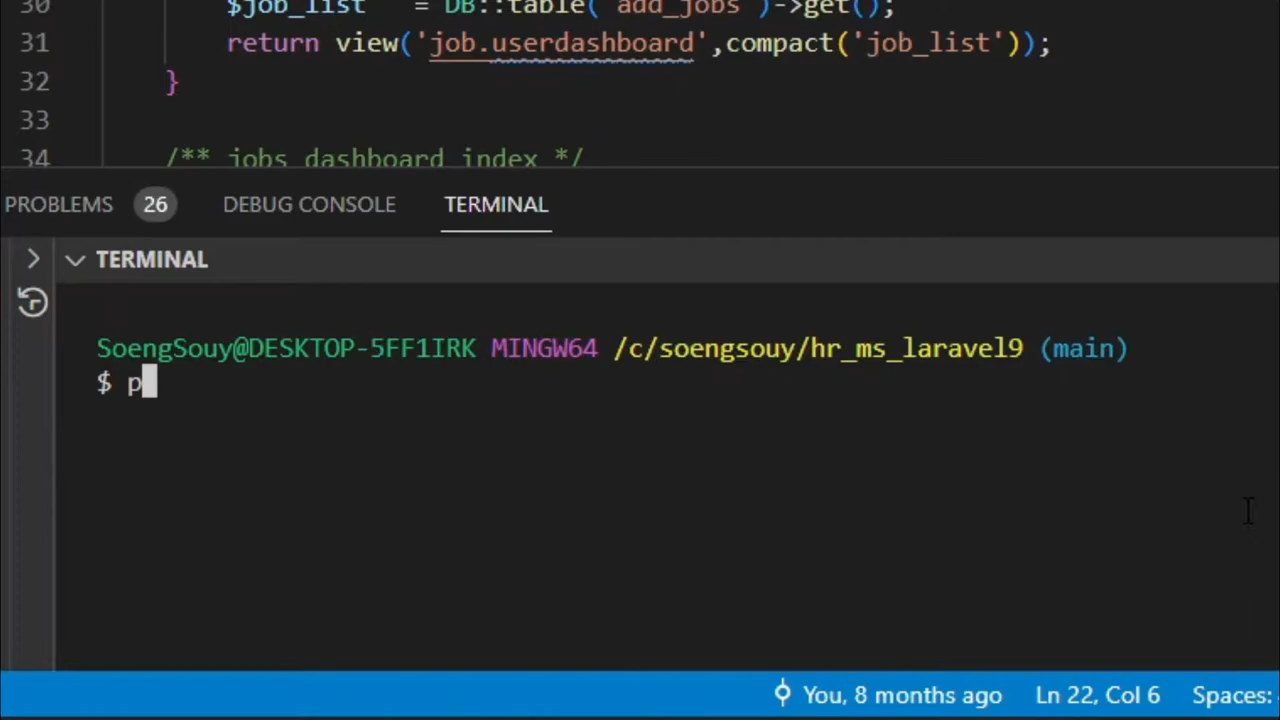 30 $job_list = DB::table('add_jobs')->get();
31 return view('job.userdashboard',compact('job_list'));
32 }
33
34 /** jobs dashboard index */
PROBLEMS 26 DEBUG CONSOLE TERMINAL
TERMINAL
SoengSouy@DESKTOP-5FF1IRK MINGW64 /c/soengsouy/hr_ms_laravel9 (main)
$ p
You, 8 months ago Ln 22, Col 6 Spaces: